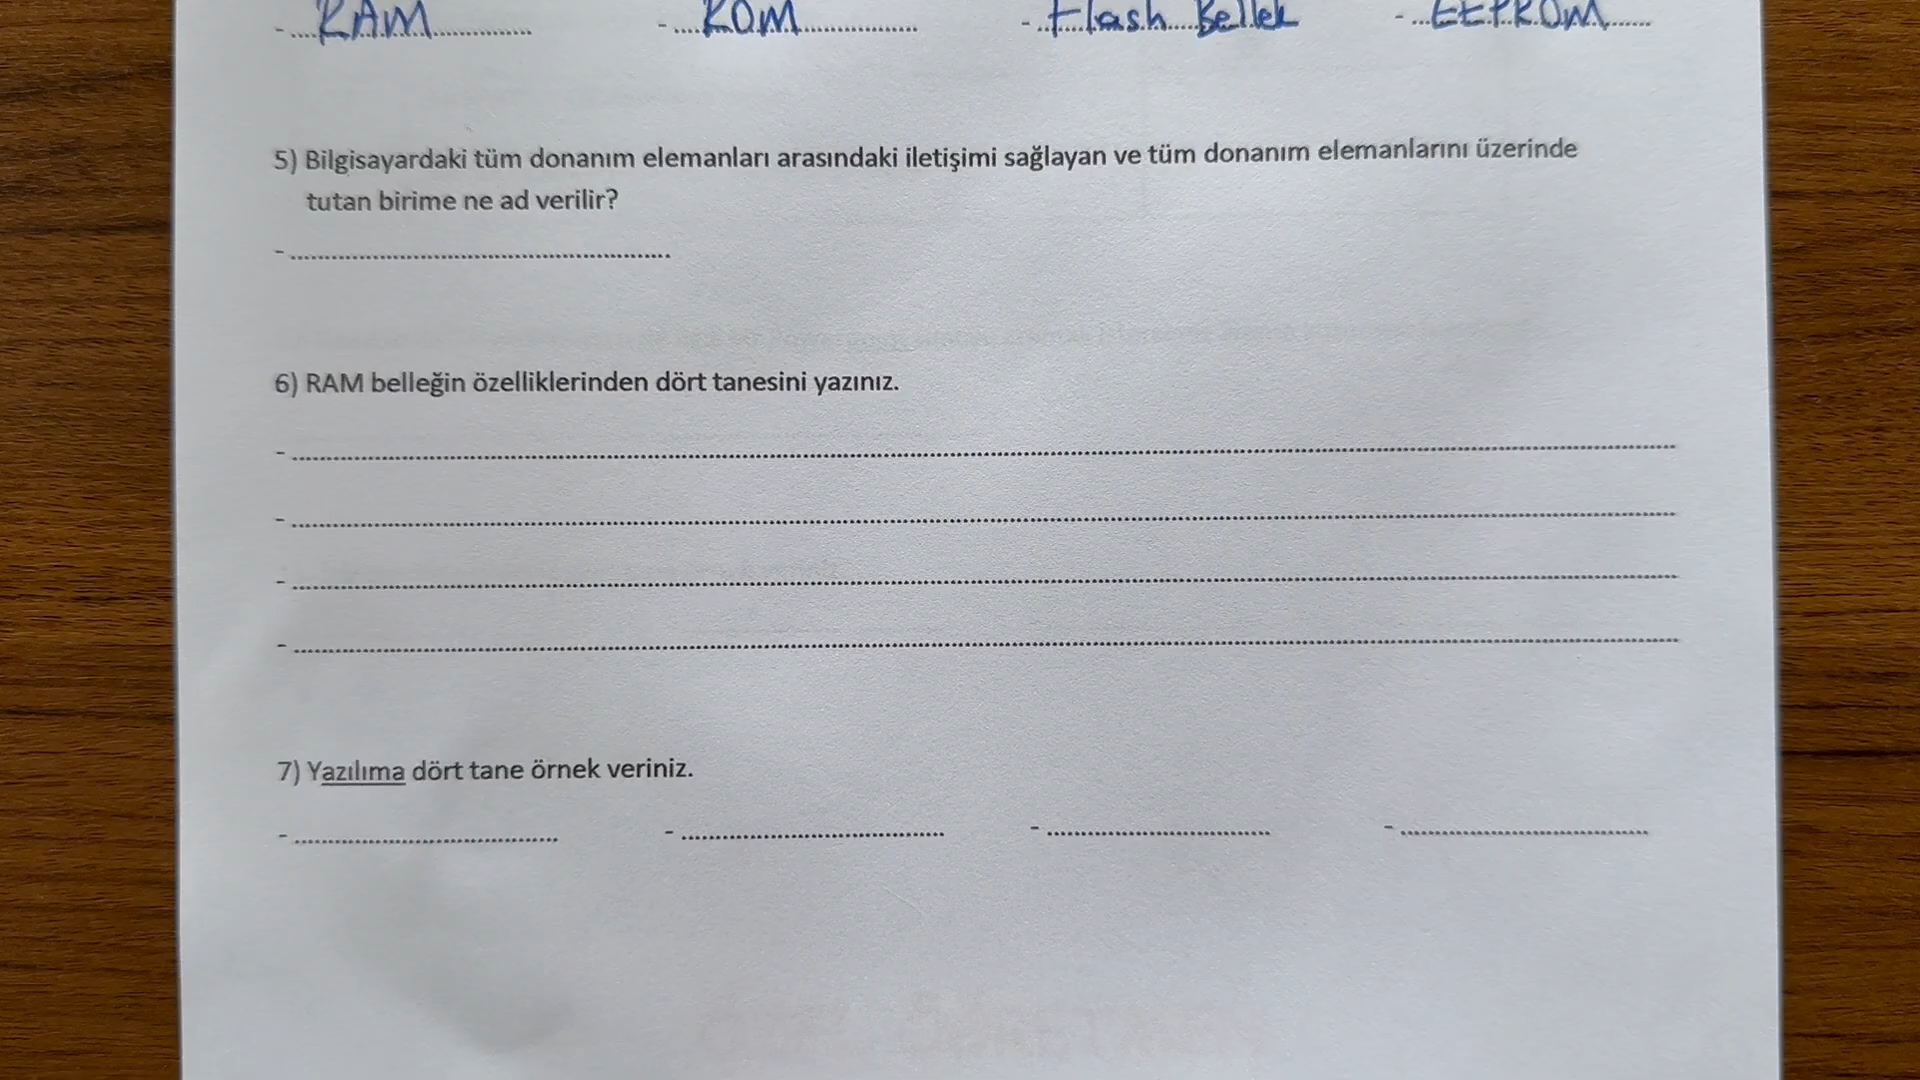 - RAM - ROM - Flash Bellek - EEPROM
5) Bilgisayardaki tüm donanım elemanları arasındaki iletişimi sağlayan ve tüm donanım elemanlarını üzerinde
tutan birime ne ad verilir?
-
6) RAM belleğin özelliklerinden dört tanesini yazınız.
-
-
-
-
7) Yazılıma dört tane örnek veriniz.
- - - -